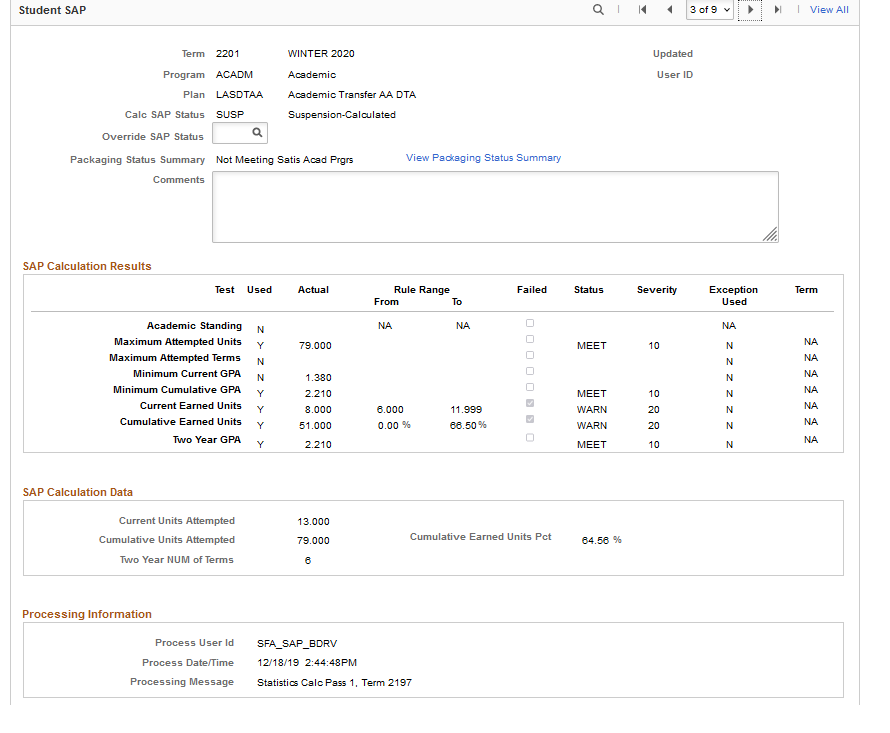 Student SAP 3 of 9 View All
Term 2201 WINTER 2020 Updated
Program ACADM Academic User ID
Plan LASDTAA Academic Transfer AA DTA
Calc SAP Status SUSP Suspension-Calculated
Override SAP Status
Packaging Status Summary Not Meeting Satis Acad Prgrs View Packaging Status Summary
Comments
SAP Calculation Results
Test Used Actual Rule Range Failed Status Severity Exception Term
From To Used
Academic Standing N NA NA NA
Maximum Attempted Units Y 79.000 MEET 10 N NA
Maximum Attempted Terms N N NA
Minimum Current GPA N 1.380 N NA
Minimum Cumulative GPA Y 2.210 MEET 10 N NA
Current Earned Units Y 8.000 6.000 11.999 WARN 20 N NA
Cumulative Earned Units Y 51.000 0.00 % 66.50 % WARN 20 N NA
Two Year GPA Y 2.210 MEET 10 N NA
SAP Calculation Data
Current Units Attempted 13.000
Cumulative Units Attempted 79.000 Cumulative Earned Units Pct 64.56 %
Two Year NUM of Terms 6
Processing Information
Process User Id SFA_SAP_BDRV
Process Date/Time 12/18/19 2:44:48PM
Processing Message Statistics Calc Pass 1, Term 2197